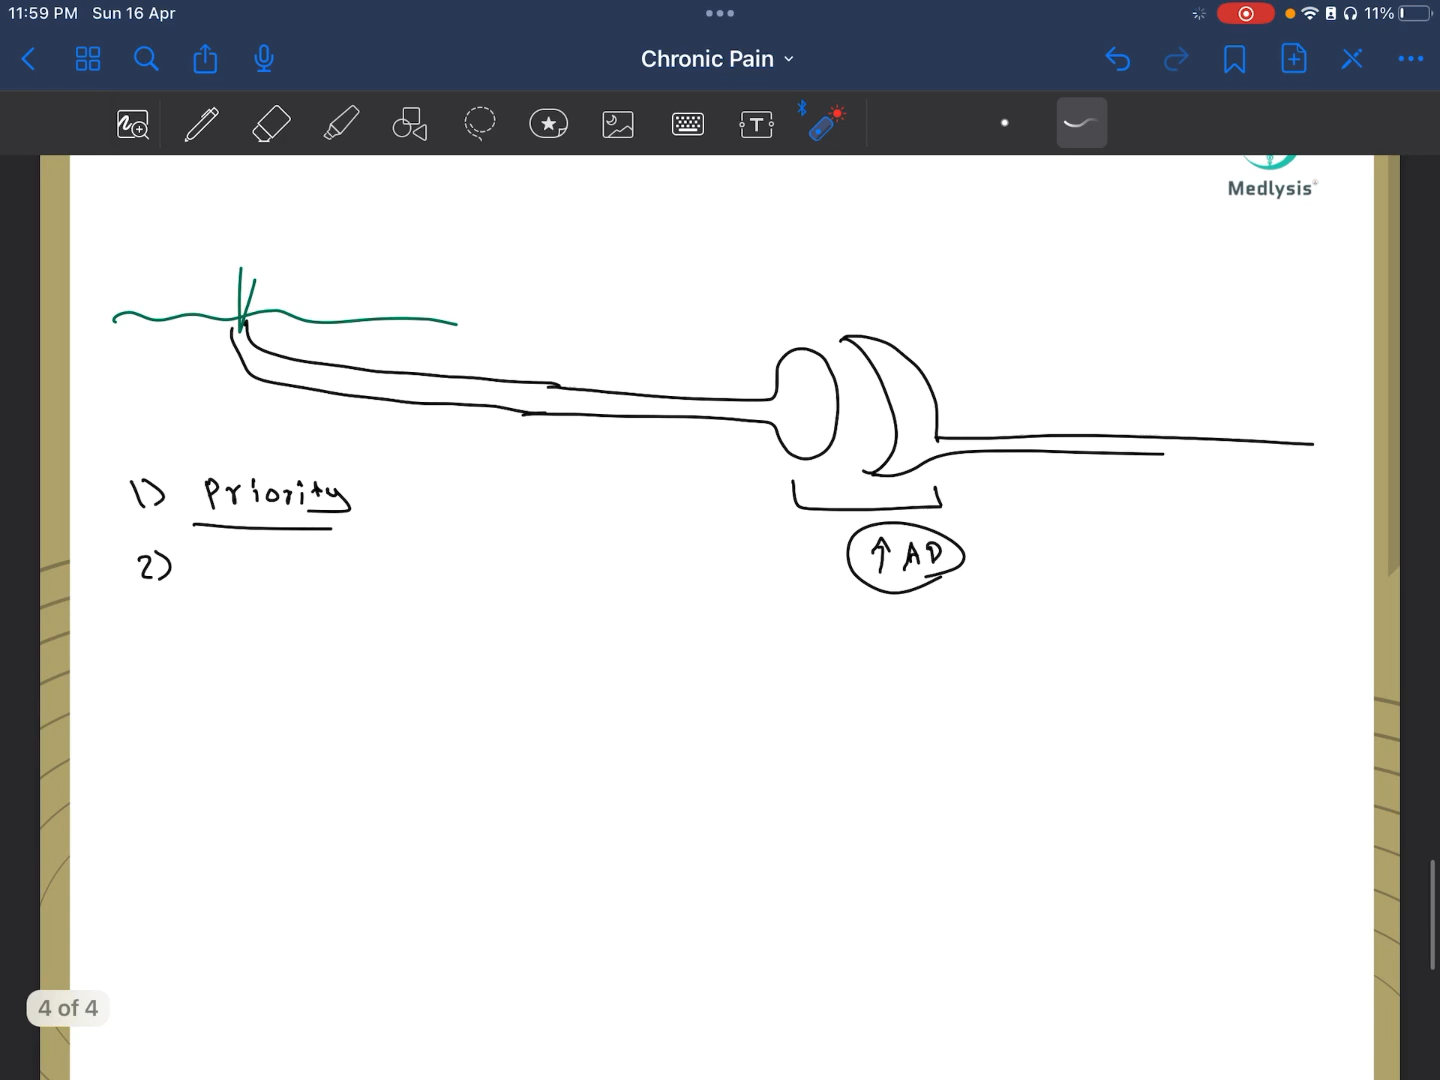 11:59 PM Sun 16 Apr
11%
Chronic Pain
T
Medlysis
1) Priority
2)
↑ AD
4 of 4